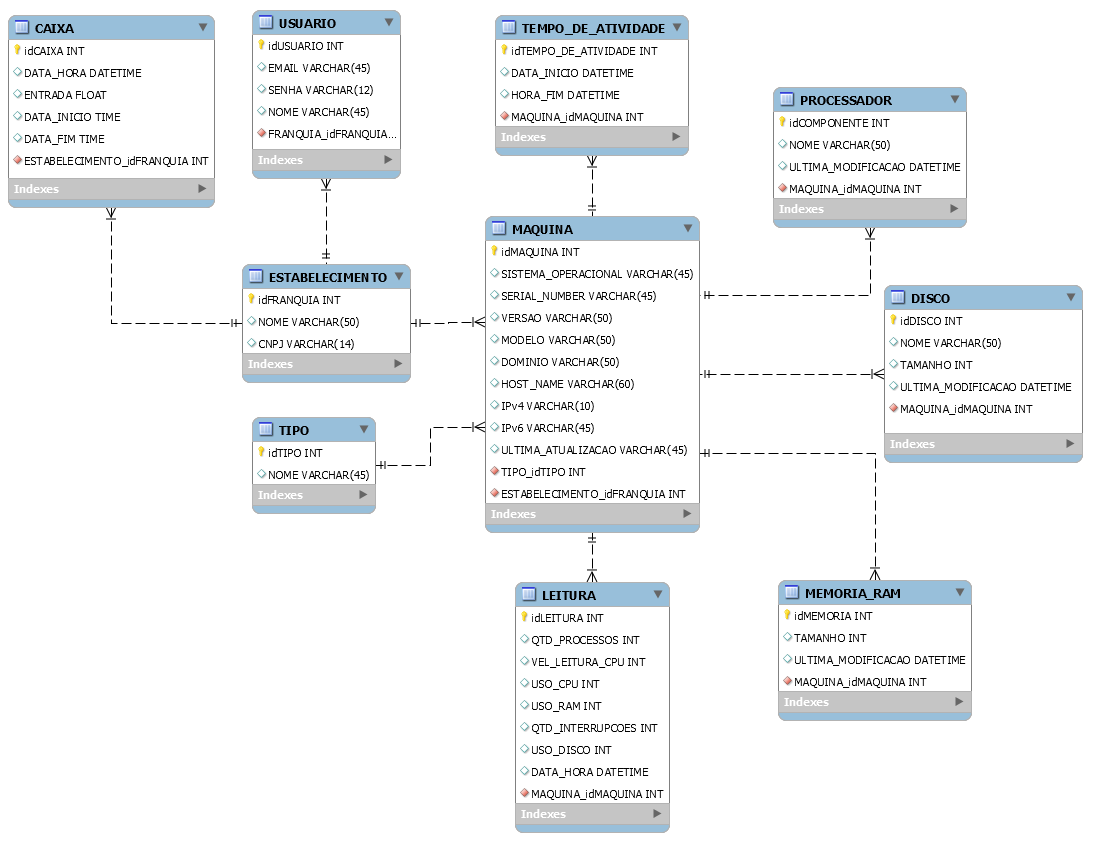 CAIXA
idCAIXA INT
DATA_HORA DATETIME
ENTRADA FLOAT
DATA_INICIO TIME
DATA_FIM TIME
ESTABELECIMENTO_idFRANQUIA INT
Indexes
USUARIO
idUSUARIO INT
EMAIL VARCHAR(45)
SENHA VARCHAR(12)
NOME VARCHAR(45)
FRANQUIA_idFRANQUIA...
Indexes
TEMPO_DE_ATIVIDADE
idTEMPO_DE_ATIVIDADE INT
DATA_INICIO DATETIME
HORA_FIM DATETIME
MAQUINA_idMAQUINA INT
Indexes
PROCESSADOR
idCOMPONENTE INT
NOME VARCHAR(50)
ULTIMA_MODIFICACAO DATETIME
MAQUINA_idMAQUINA INT
Indexes
ESTABELECIMENTO
idFRANQUIA INT
NOME VARCHAR(50)
CNPJ VARCHAR(14)
Indexes
MAQUINA
idMAQUINA INT
SISTEMA_OPERACIONAL VARCHAR(45)
SERIAL_NUMBER VARCHAR(45)
VERSAO VARCHAR(50)
MODELO VARCHAR(50)
DOMINIO VARCHAR(50)
HOST_NAME VARCHAR(60)
IPv4 VARCHAR(10)
IPv6 VARCHAR(45)
ULTIMA_ATUALIZACAO VARCHAR(45)
TIPO_idTIPO INT
ESTABELECIMENTO_idFRANQUIA INT
Indexes
DISCO
idDISCO INT
NOME VARCHAR(50)
TAMANHO INT
ULTIMA_MODIFICACAO DATETIME
MAQUINA_idMAQUINA INT
Indexes
TIPO
idTIPO INT
NOME VARCHAR(45)
Indexes
LEITURA
idLEITURA INT
QTD_PROCESSOS INT
VEL_LEITURA_CPU INT
USO_CPU INT
USO_RAM INT
QTD_INTERRUPCOES INT
USO_DISCO INT
DATA_HORA DATETIME
MAQUINA_idMAQUINA INT
Indexes
MEMORIA_RAM
idMEMORIA INT
TAMANHO INT
ULTIMA_MODIFICACAO DATETIME
MAQUINA_idMAQUINA INT
Indexes